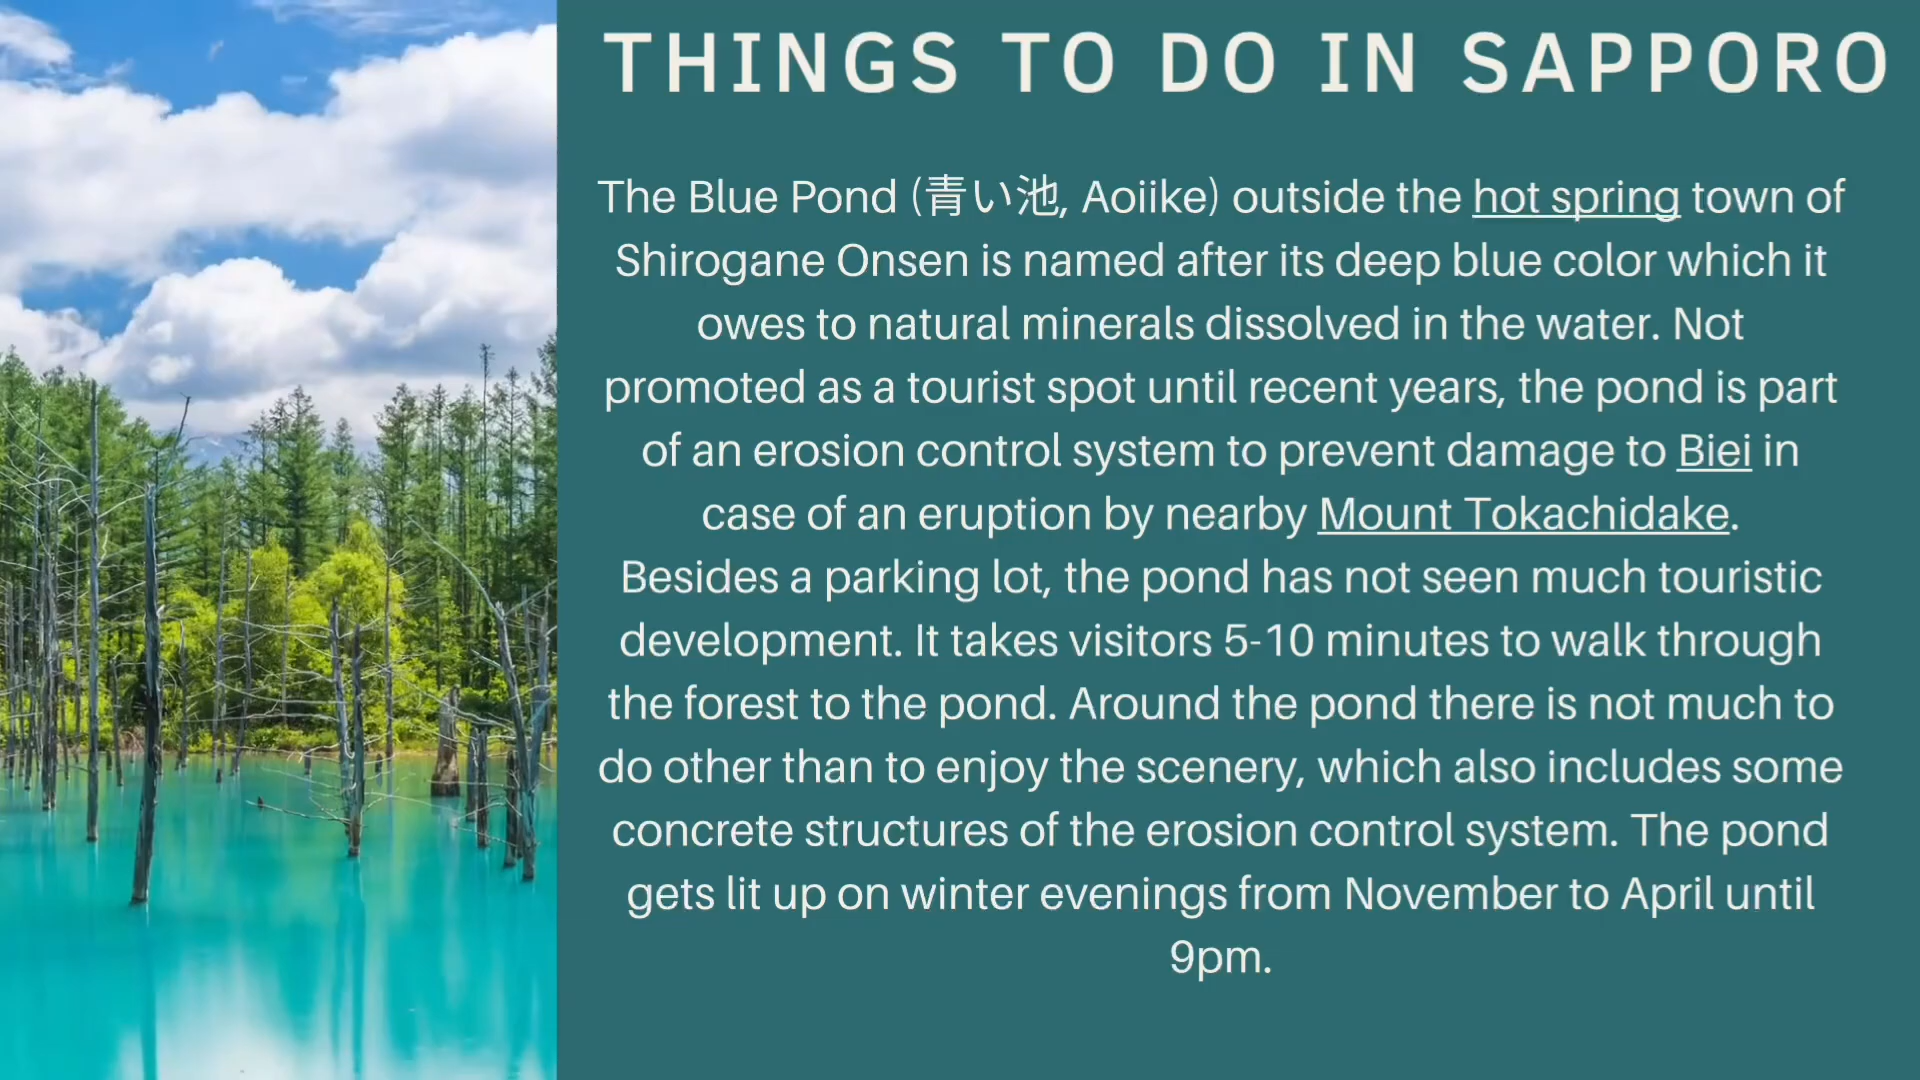 THINGS TO DO IN SAPPORO
The Blue Pond (青い池, Aoiike) outside the hot spring town of
Shirogane Onsen is named after its deep blue color which it
owes to natural minerals dissolved in the water. Not
promoted as a tourist spot until recent years, the pond is part
of an erosion control system to prevent damage to Biei in
case of an eruption by nearby Mount Tokachidake.
Besides a parking lot, the pond has not seen much touristic
development. It takes visitors 5-10 minutes to walk through
the forest to the pond. Around the pond there is not much to
do other than to enjoy the scenery, which also includes some
concrete structures of the erosion control system. The pond
gets lit up on winter evenings from November to April until
9pm.